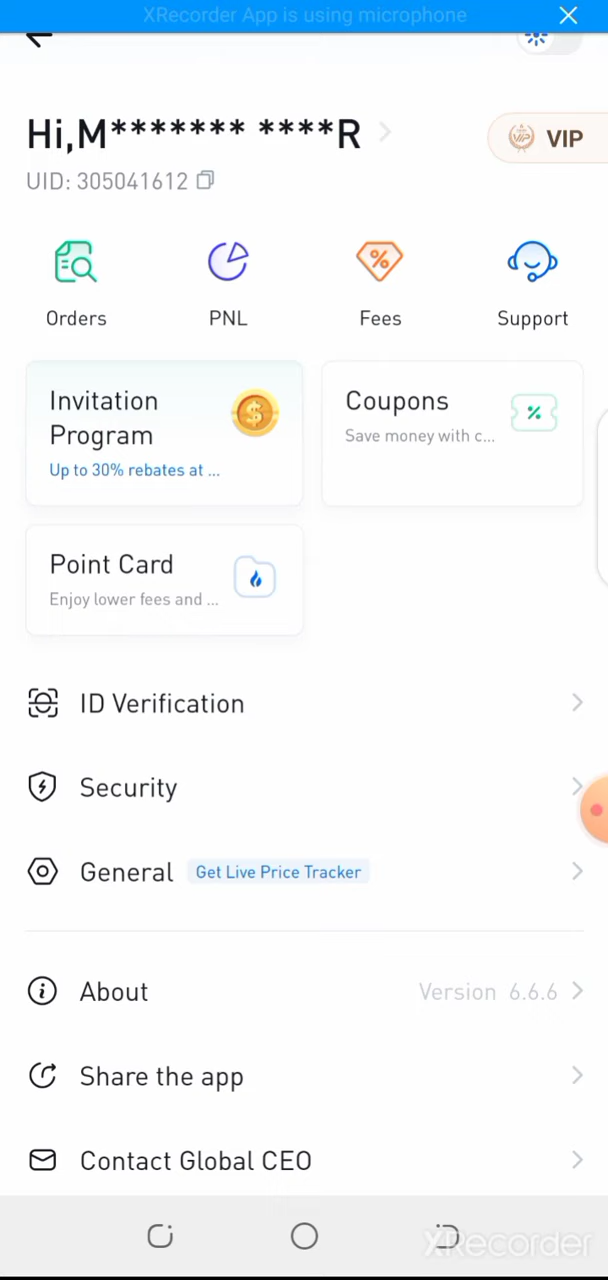 XRecorder App is using microphone
Hi,M******* ****R
VIP
UID: 305041612
Orders
PNL
Fees
Support
Invitation
Program
Up to 30% rebates at ...
Coupons
Save money with c...
Point Card
Enjoy lower fees and ...
ID Verification
Security
General
Get Live Price Tracker
About
Version 6.6.6
Share the app
Contact Global CEO
XRecorder